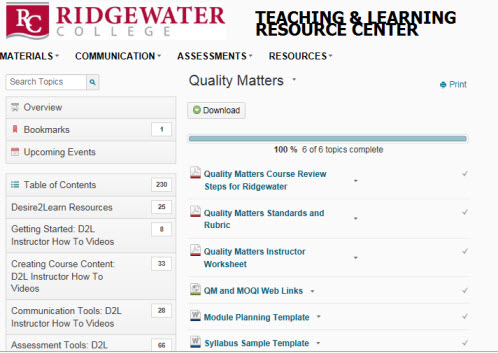 RC RIDGEWATER
COLLEGE
TEACHING & LEARNING
RESOURCE CENTER
MATERIALS
COMMUNICATION
ASSESSMENTS
RESOURCES
Search Topics
Overview
Bookmarks 1
Upcoming Events
Table of Contents 230
Desire2Learn Resources 25
Getting Started: D2L 8
Instructor How To Videos
Creating Course Content: 33
D2L Instructor How To
Videos
Communication Tools: D2L 28
Instructor How To Videos
Assessment Tools: D2L 66
Quality Matters
Print
Download
100 % 6 of 6 topics complete
Quality Matters Course Review
Steps for Ridgewater
Quality Matters Standards and
Rubric
Quality Matters Instructor
Worksheet
QM and MOQI Web Links
Module Planning Template
Syllabus Sample Template